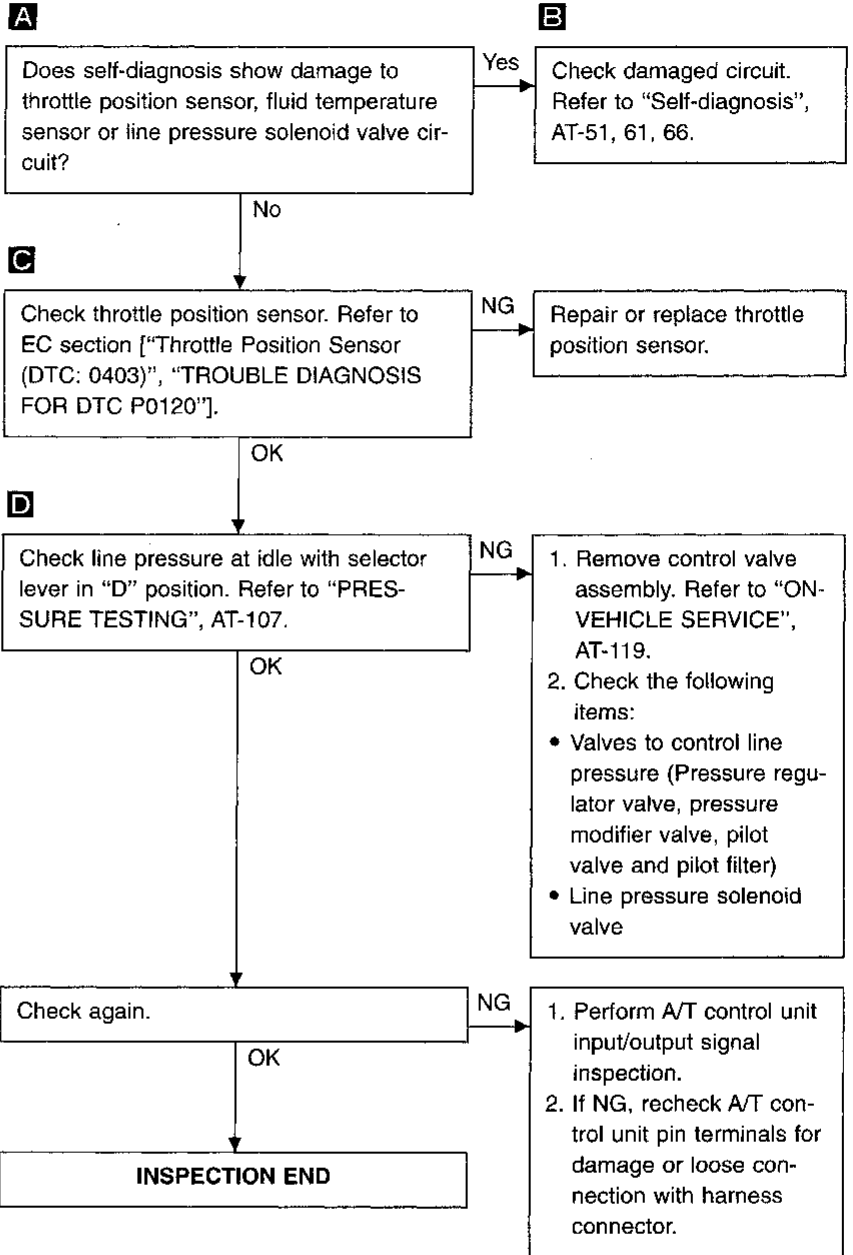 A
B
Does self-diagnosis show damage to
throttle position sensor, fluid temperature
sensor or line pressure solenoid valve cir-
cuit?
Yes
Check damaged circuit.
Refer to “Self-diagnosis”,
AT-51, 61, 66.
No
C
Check throttle position sensor. Refer to
EC section [“Throttle Position Sensor
(DTC: 0403)”, “TROUBLE DIAGNOSIS
FOR DTC P0120”].
NG
Repair or replace throttle
position sensor.
OK
D
Check line pressure at idle with selector
lever in “D” position. Refer to “PRES-
SURE TESTING”, AT-107.
NG
1. Remove control valve
assembly. Refer to “ON-
VEHICLE SERVICE”,
AT-119.
2. Check the following
items:
• Valves to control line
pressure (Pressure regu-
lator valve, pressure
modifier valve, pilot
valve and pilot filter)
• Line pressure solenoid
valve
OK
Check again.
NG
1. Perform A/T control unit
input/output signal
inspection.
2. If NG, recheck A/T con-
trol unit pin terminals for
damage or loose con-
nection with harness
connector.
OK
INSPECTION END